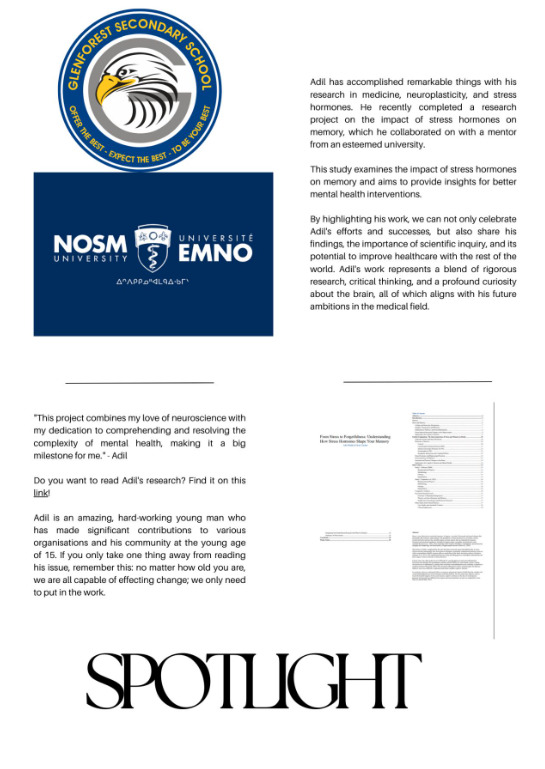 GLENFOREST SECONDARY SCHOOL
OFFER THE BEST - EXPECT THE BEST - TO BE YOUR BEST
NOSM
UNIVERSITY
UNIVERSITÉ
EMNO
Adil has accomplished remarkable things with his
research in medicine, neuroplasticity, and stress
hormones. He recently completed a research
project on the impact of stress hormones on
memory, which he collaborated on with a mentor
from an esteemed university.
This study examines the impact of stress hormones
on memory and aims to provide insights for better
mental health interventions.
By highlighting his work, we can not only celebrate
Adil's efforts and successes, but also share his
findings, the importance of scientific inquiry, and its
potential to improve healthcare with the rest of the
world. Adil's work represents a blend of rigorous
research, critical thinking, and a profound curiosity
about the brain, all of which aligns with his future
ambitions in the medical field.
"This project combines my love of neuroscience with
my dedication to comprehending and resolving the
complexity of mental health, making it a big
milestone for me." - Adil
Do you want to read Adil's research? Find it on this
link!
Adil is an amazing, hard-working young man who
has made significant contributions to various
organisations and his community at the young age
of 15. If you only take one thing away from reading
his issue, remember this: no matter how old you are,
we are all capable of effecting change; we only need
to put in the work.
From Stress to Forgetfulness: Understanding
How Stress Hormones Shape Your Memory
SPOTLIGHT